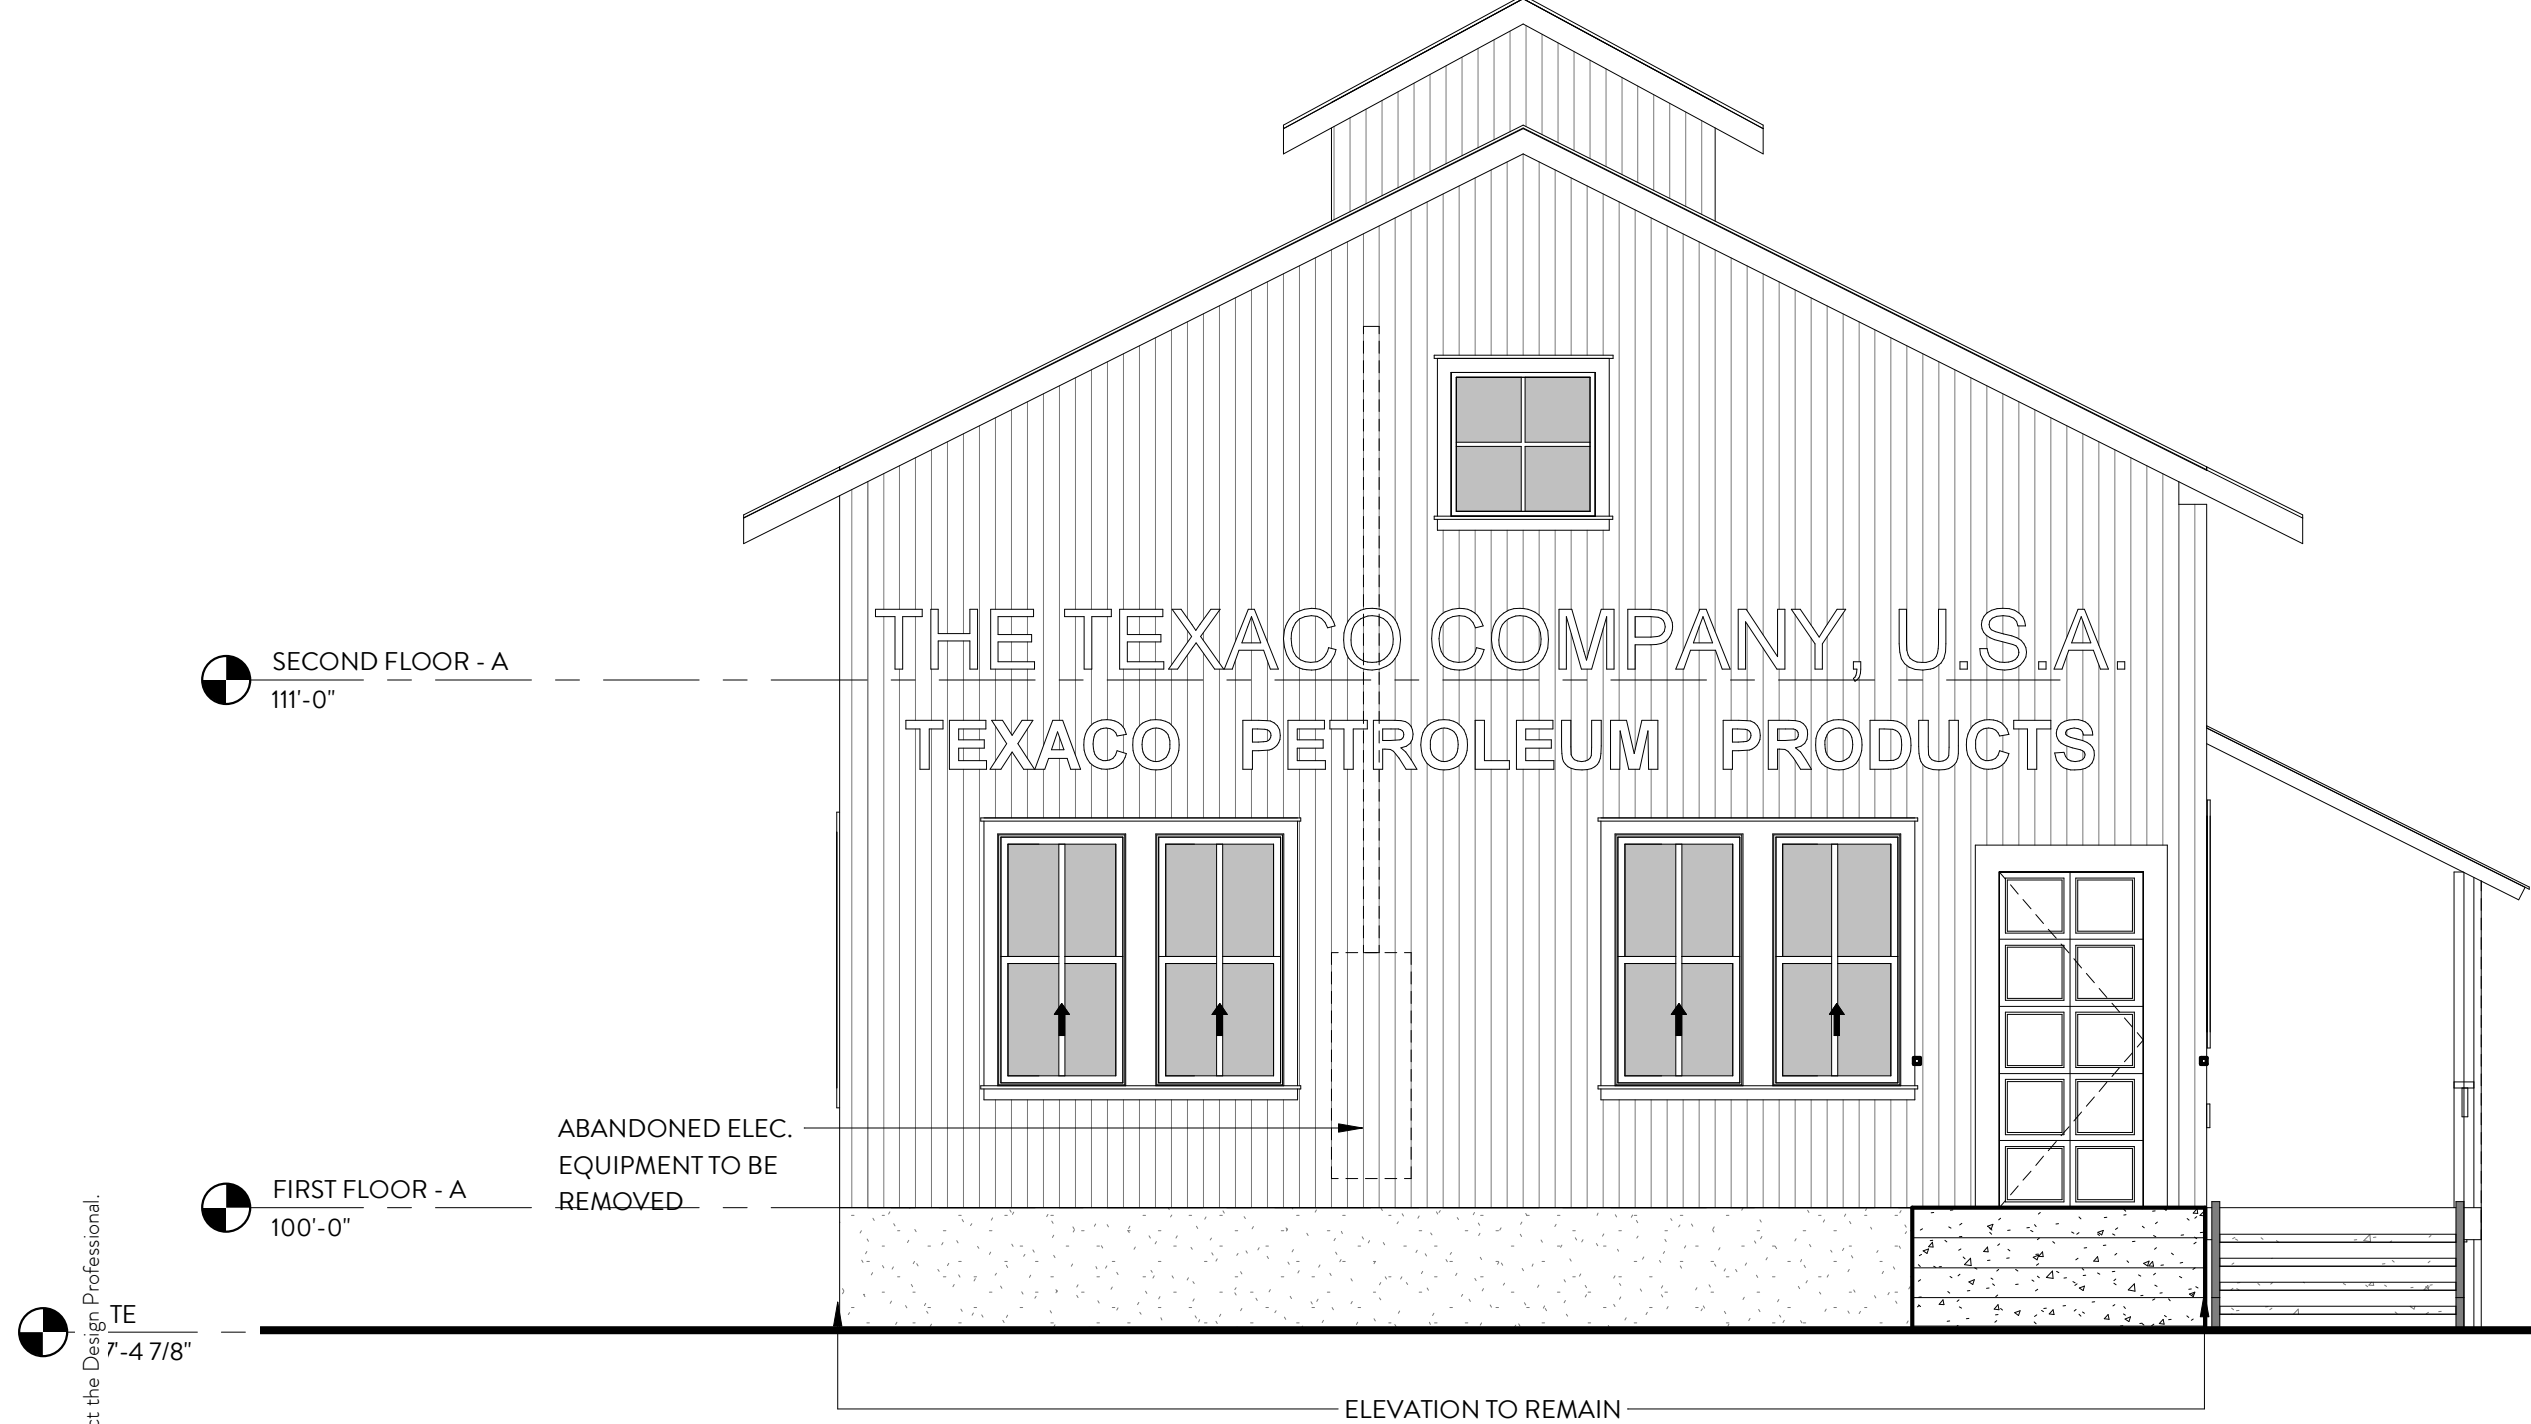 THE TEXACO COMPANY, U.S.A.
SECOND FLOOR - A
111'-0"
TEXACO PETROLEUM PRODUCTS
ABANDONED ELEC.
EQUIPMENT TO BE
REMOVED
FIRST FLOOR - A
100'-0"
the Design Professional.
TE
7'-4 7/8"
ELEVATION TO REMAIN